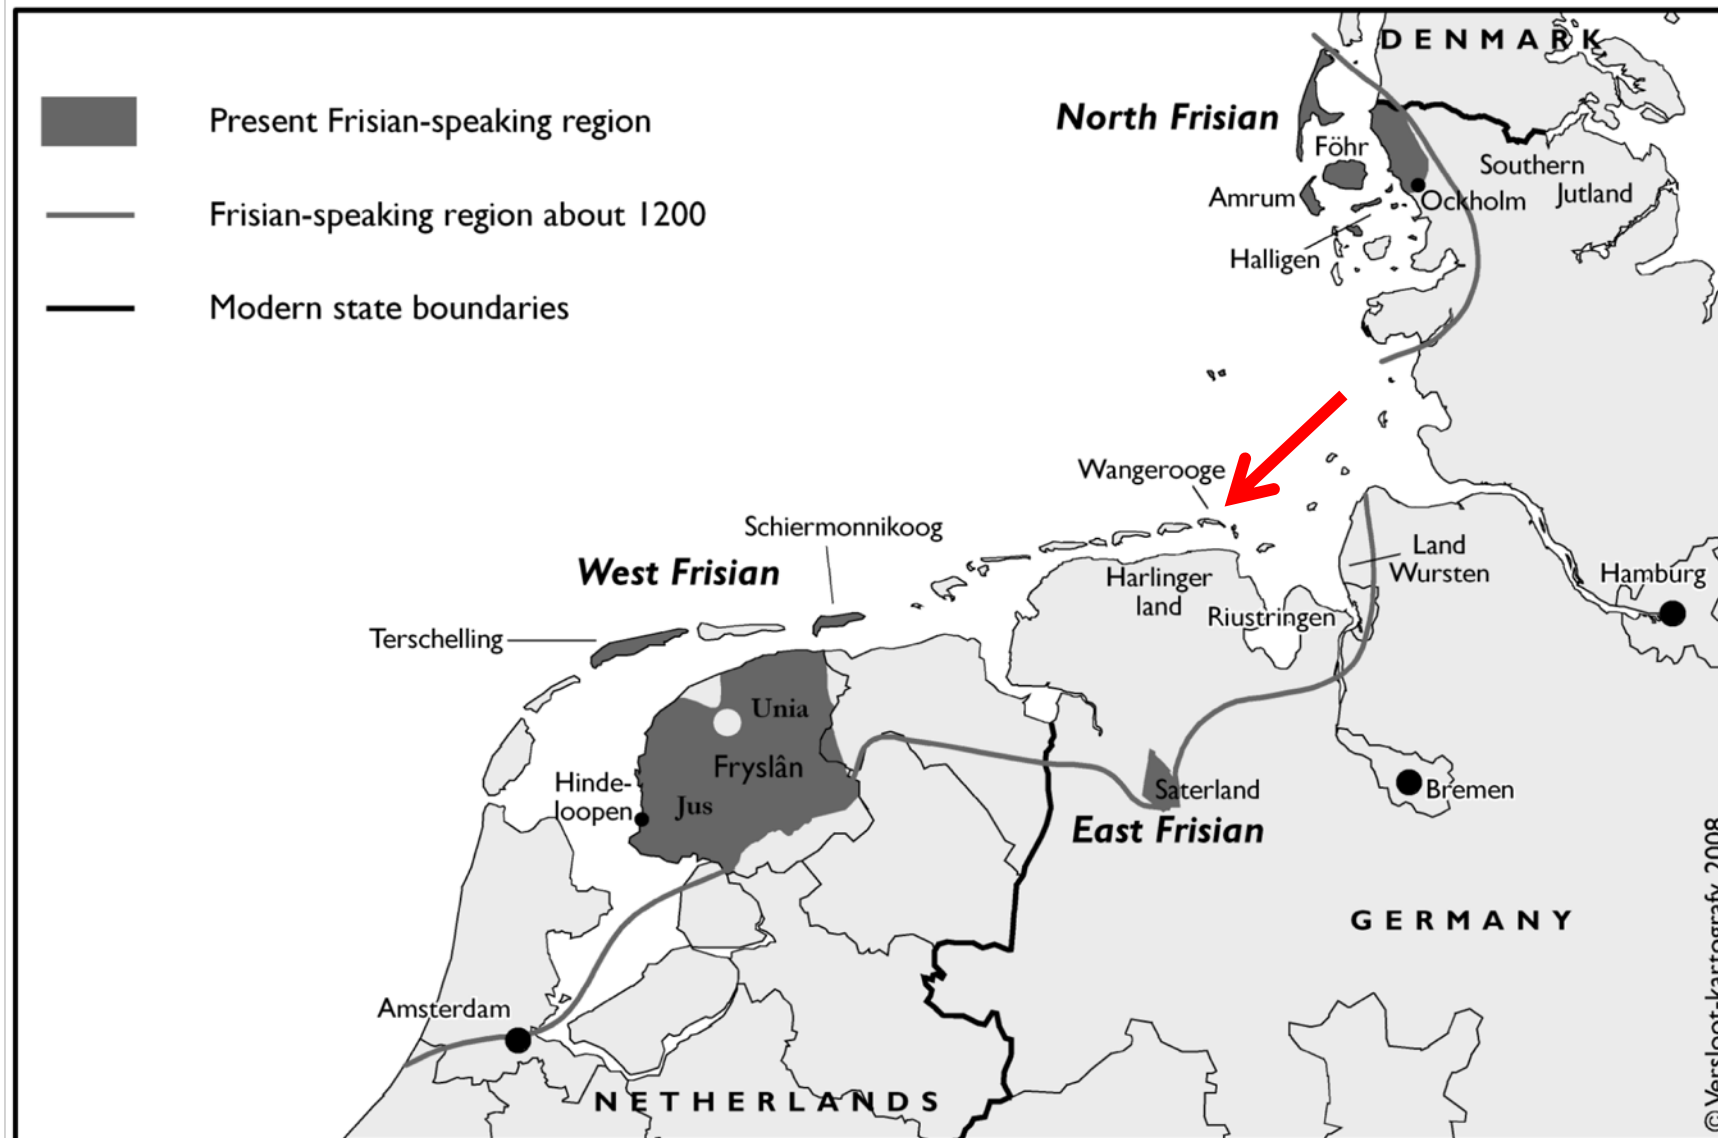 Present Frisian-speaking region
Frisian-speaking region about 1200
Modern state boundaries
DENMARK
North Frisian
Föhr
Southern
Jutland
Amrum
Ockholm
Halligen
Wangerooge
Schiermonnikoog
West Frisian
Land
Wursten
Harlinger
land
Hamburg
Riustringen
Terschelling
Unia
Fryslân
Hinde-
loopen
Jus
Saterland
Bremen
East Frisian
GERMANY
Amsterdam
NETHERLANDS
©Versloot-kartografy, 2008